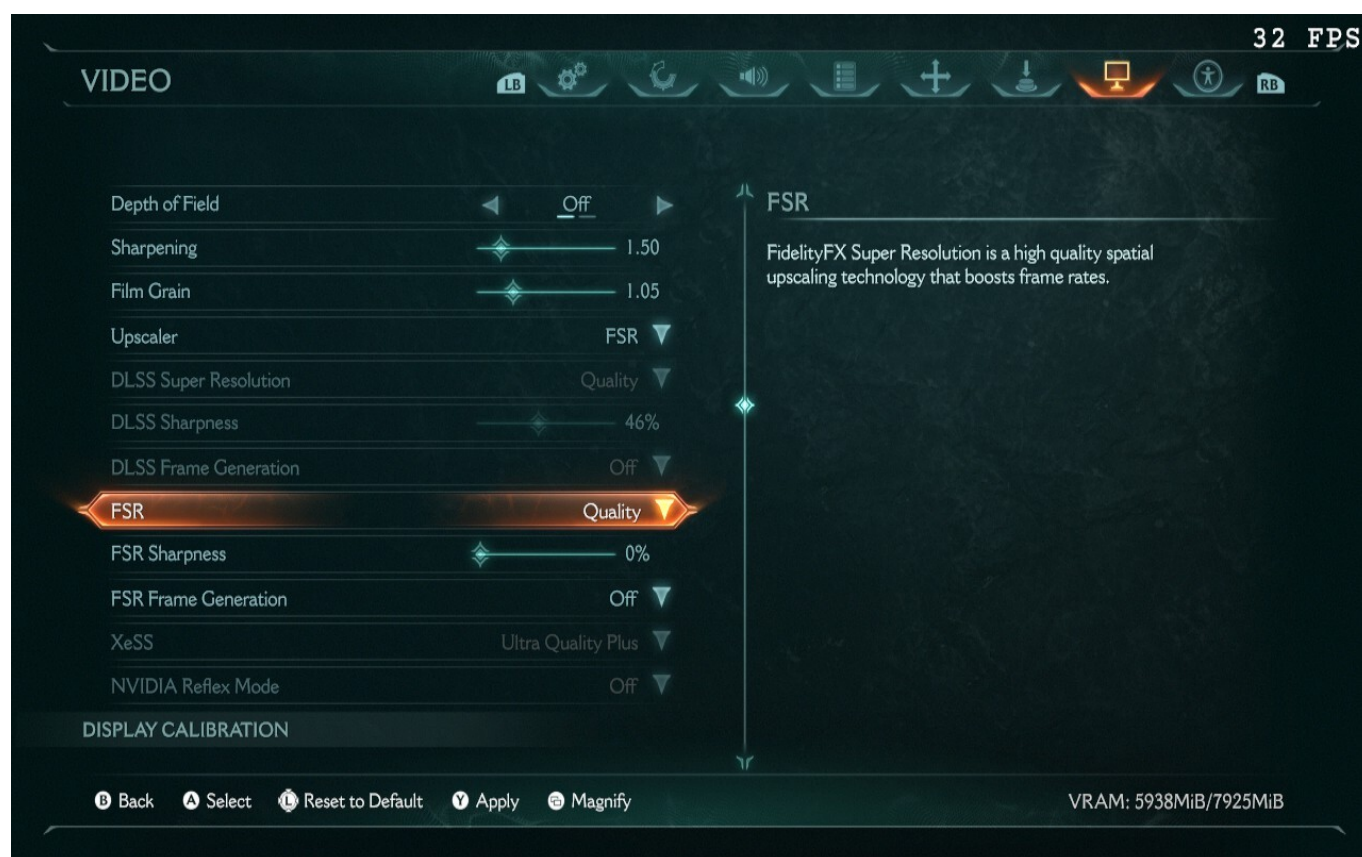 32 FPS
VIDEO
LB
RB
Depth of Field Off
Sharpening 1.50
Film Grain 1.05
Upscaler FSR
DLSS Super Resolution Quality
DLSS Sharpness 46%
DLSS Frame Generation Off
FSR Quality
FSR Sharpness 0%
FSR Frame Generation Off
XeSS Ultra Quality Plus
NVIDIA Reflex Mode Off
DISPLAY CALIBRATION
FSR
FidelityFX Super Resolution is a high quality spatial
upscaling technology that boosts frame rates.
B Back A Select L Reset to Default Y Apply Magnify
VRAM: 5938MiB/7925MiB